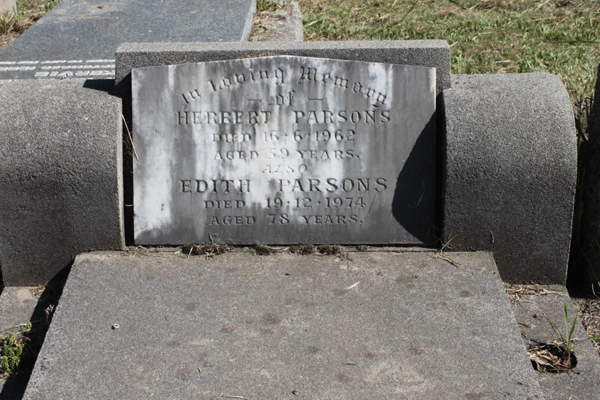 In Loving Memory
— of —
HERBERT PARSONS
DIED 16·6·1962
AGED 59 YEARS.
ALSO
EDITH PARSONS
DIED 19·12·1974
AGED 78 YEARS.